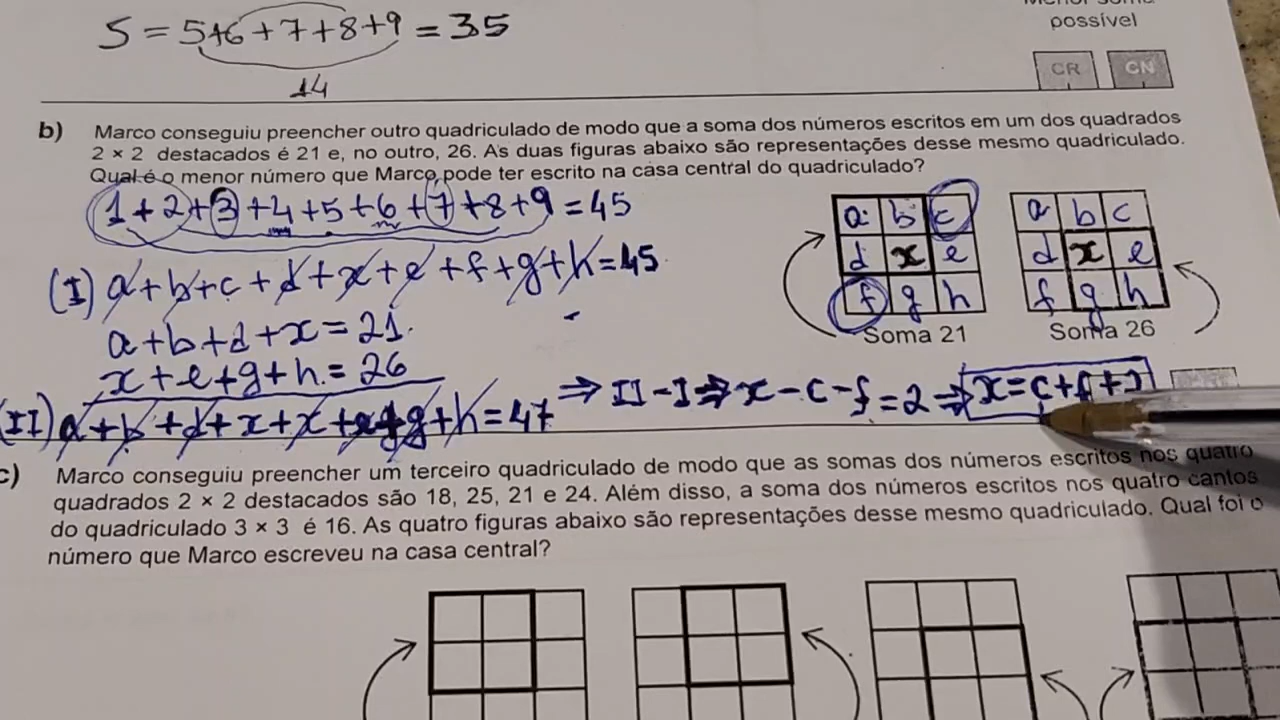 S = 5+6+7+8+9 = 35
14
possível
CR CN
b) Marco conseguiu preencher outro quadriculado de modo que a soma dos números escritos em um dos quadrados
2 × 2 destacados é 21 e, no outro, 26. As duas figuras abaixo são representações desse mesmo quadriculado.
Qual é o menor número que Marco pode ter escrito na casa central do quadriculado?
1+2+3+4+5+6+7+8+9 = 45
(I) a+b+c+d+x+e+f+g+h=45
a+b+d+x = 21
x+e+g+h = 26
(II) a+b+d+x+x+e+g+h=47 ⇒ II-I ⇒ x-c-f=2 ⇒ x=c+f+2
a b c
d x e
f g h
Soma 21
a b c
d x e
f g h
Soma 26
c) Marco conseguiu preencher um terceiro quadriculado de modo que as somas dos números escritos nos quatro
quadrados 2 × 2 destacados são 18, 25, 21 e 24. Além disso, a soma dos números escritos nos quatro cantos
do quadriculado 3 × 3 é 16. As quatro figuras abaixo são representações desse mesmo quadriculado. Qual foi o
número que Marco escreveu na casa central?